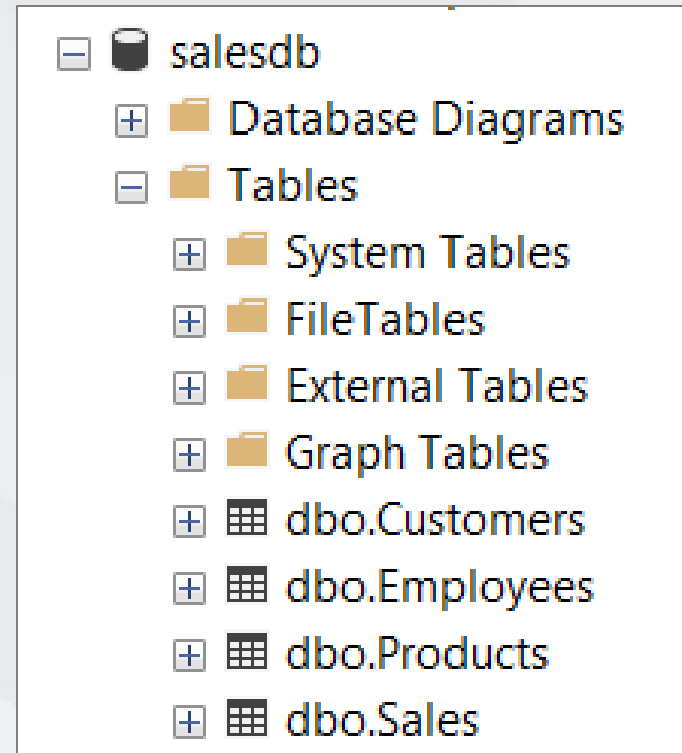 salesdb
Database Diagrams
Tables
System Tables
FileTables
External Tables
Graph Tables
dbo.Customers
dbo.Employees
dbo.Products
dbo.Sales